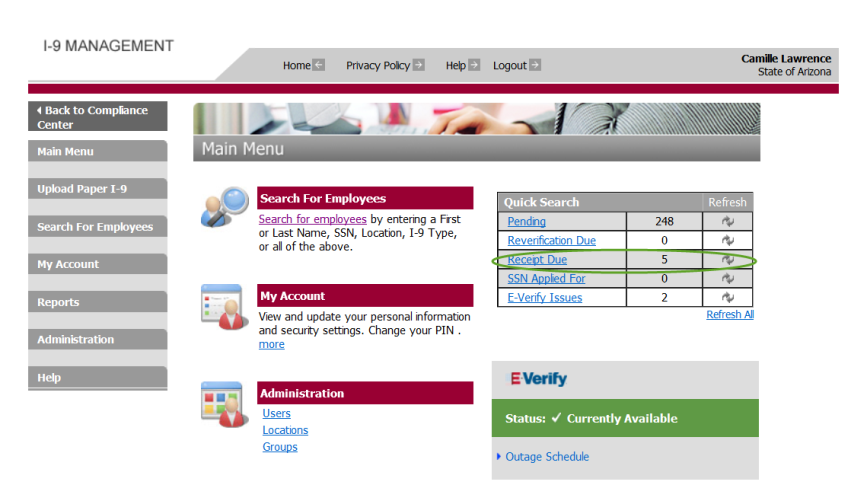 I-9 MANAGEMENT
Home Privacy Policy Help Logout
Camille Lawrence
State of Arizona
Back to Compliance
Center
Main Menu
Upload Paper I-9
Search For Employees
My Account
Reports
Administration
Help
Main Menu
Search For Employees
Search for employees by entering a First
or Last Name, SSN, Location, I-9 Type,
or all of the above.
My Account
View and update your personal information
and security settings. Change your PIN .
more
Administration
Users
Locations
Groups
Quick Search Refresh
Pending 248
Reverification Due 0
Receipt Due 5
SSN Applied For 0
E-Verify Issues 2
Refresh All
E-Verify
Status: ✓ Currently Available
Outage Schedule